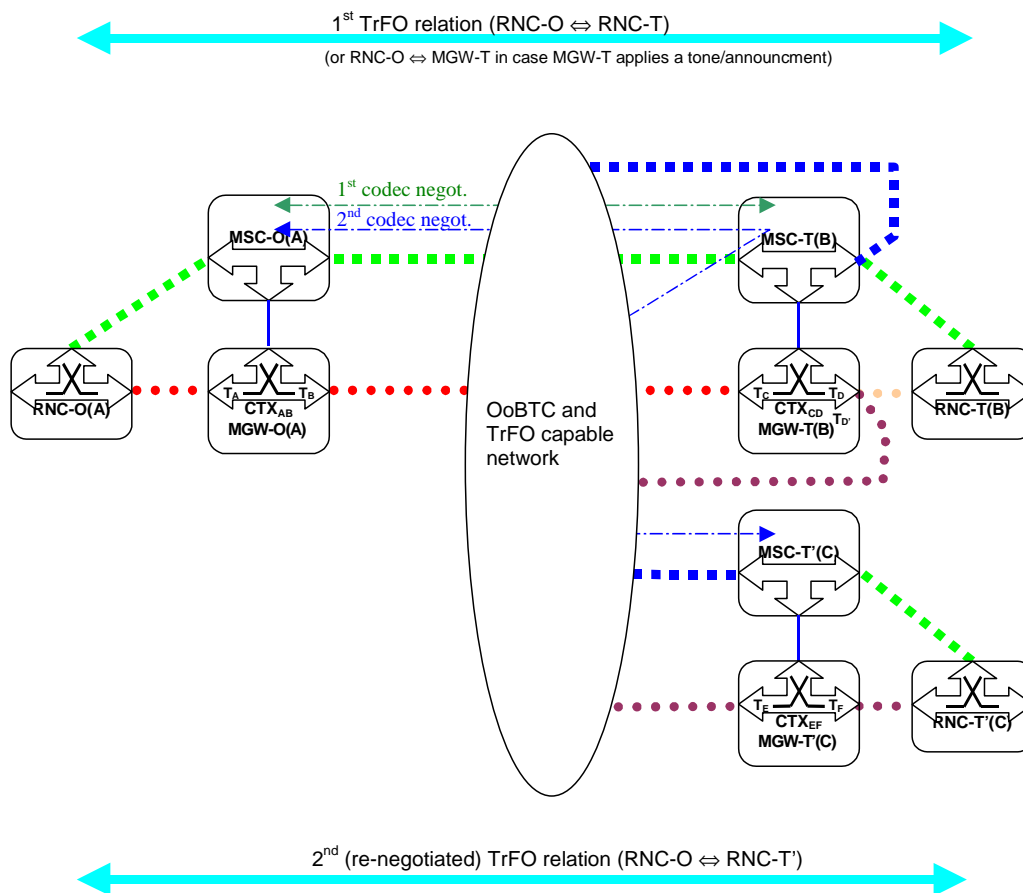 1st TrFO relation (RNC-O ⇔ RNC-T)
(or RNC-O ⇔ MGW-T in case MGW-T applies a tone/announcment)
1st codec negot.
2nd codec negot.
MSC-O(A)
MSC-T(B)
RNC-O(A)
TA TB
CTXAB
MGW-O(A)
OoBTC and
TrFO capable
network
TC TD
CTXCD
TD'
MGW-T(B)
RNC-T(B)
MSC-T'(C)
TE TF
CTXEF
MGW-T'(C)
RNC-T'(C)
2nd (re-negotiated) TrFO relation (RNC-O ⇔ RNC-T')